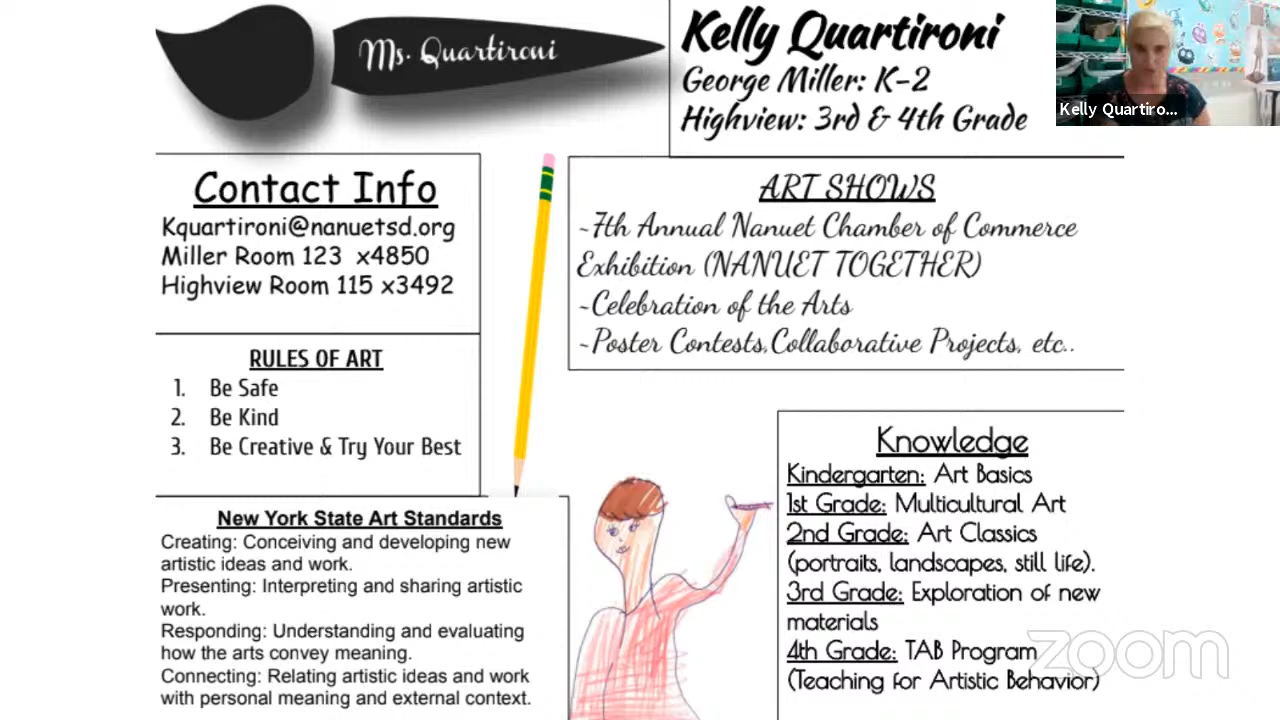 Ms. Quartironi
Kelly Quartironi
George Miller: K-2
Highview: 3rd & 4th Grade
Kelly Quartiro...
Contact Info
Kquartironi@nanuetsd.org
Miller Room 123 x4850
Highview Room 115 x3492
ART SHOWS
~7th Annual Nanuet Chamber of Commerce
Exhibition (NANUET TOGETHER)
~Celebration of the Arts
~Poster Contests,Collaborative Projects, etc..
RULES OF ART
1. Be Safe
2. Be Kind
3. Be Creative & Try Your Best
New York State Art Standards
Creating: Conceiving and developing new
artistic ideas and work.
Presenting: Interpreting and sharing artistic
work.
Responding: Understanding and evaluating
how the arts convey meaning.
Connecting: Relating artistic ideas and work
with personal meaning and external context.
Knowledge
Kindergarten: Art Basics
1st Grade: Multicultural Art
2nd Grade: Art Classics
(portraits, landscapes, still life).
3rd Grade: Exploration of new
materials
4th Grade: TAB Program
(Teaching for Artistic Behavior)
zoom